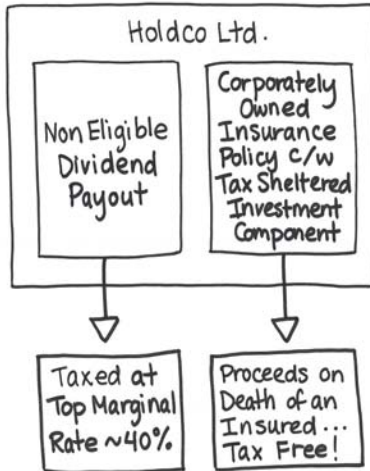 Holdco Ltd.
Non Eligible
Dividend
Payout
Corporately
Owned
Insurance
Policy c/w
Tax Sheltered
Investment
Component
Taxed at
Top Marginal
Rate ~40%
Proceeds on
Death of an
Insured...
Tax Free!